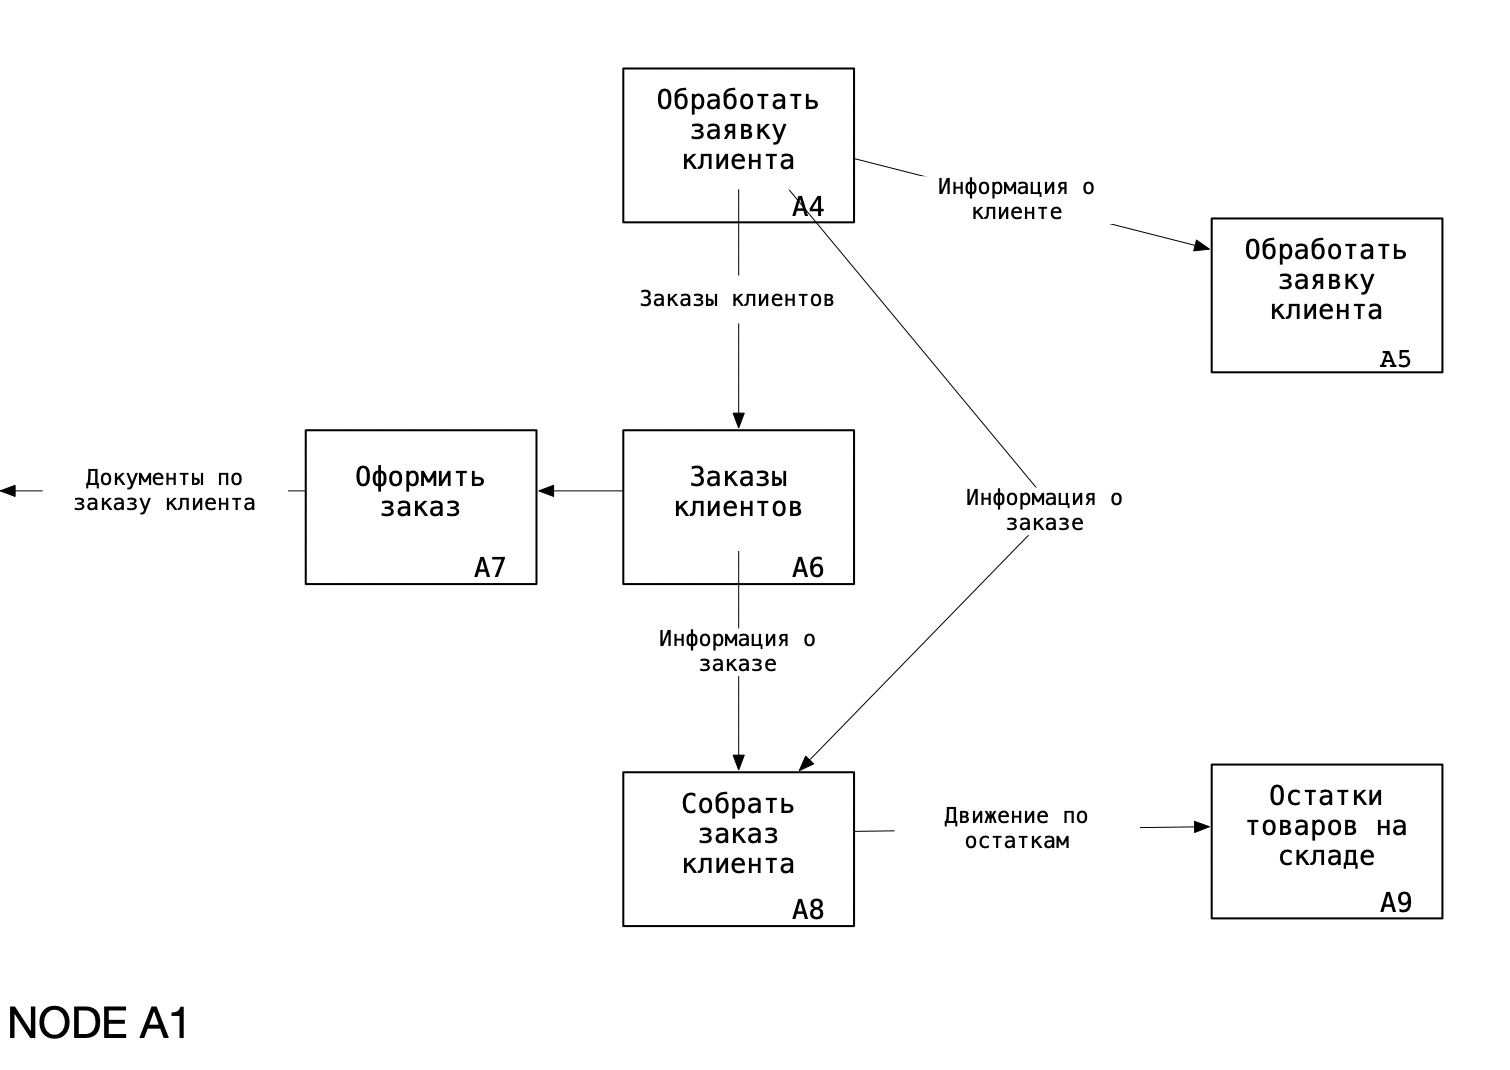 Обработать
заявку
клиента
A4
Информация о
клиенте
Обработать
заявку
клиента
A5
Заказы клиентов
Документы по
заказу клиента
Оформить
заказ
A7
Заказы
клиентов
A6
Информация о
заказе
Информация о
заказе
Собрать
заказ
клиента
A8
Движение по
остаткам
Остатки
товаров на
складе
A9
NODE A1